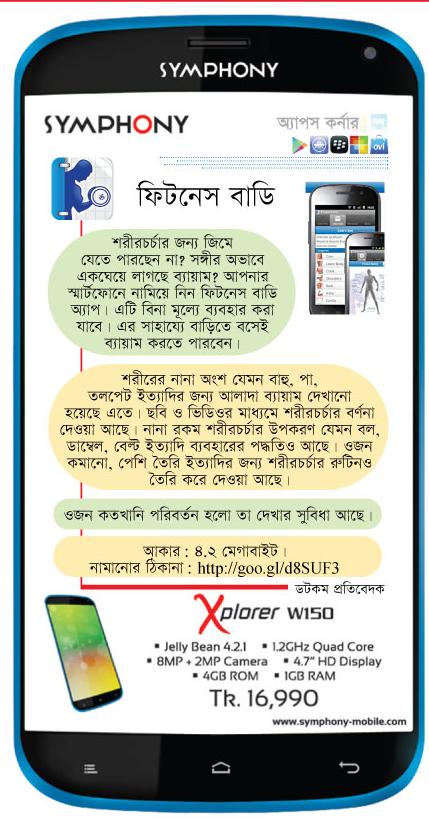 SYMPHONY
SYMPHONY
অ্যাপস কর্নার
ovi
ফিটনেস বাডি
শরীরচর্চার জন্য জিমে
যেতে পারছেন না? সঙ্গীর অভাবে
একঘেয়ে লাগছে ব্যায়াম? আপনার
স্মার্টফোনে নামিয়ে নিন ফিটনেস বাডি
অ্যাপ। এটি বিনা মূল্যে ব্যবহার করা
যাবে। এর সাহায্যে বাড়িতে বসেই
ব্যায়াম করতে পারবেন।
শরীরের নানা অংশ যেমন বাহু, পা,
তলপেট ইত্যাদির জন্য আলাদা ব্যায়াম দেখানো
হয়েছে এতে। ছবি ও ভিডিওর মাধ্যমে শরীরচর্চার বর্ণনা
দেওয়া আছে। নানা রকম শরীরচর্চার উপকরণ যেমন বল,
ডাম্বেল, বেল্ট ইত্যাদি ব্যবহারের পদ্ধতিও আছে। ওজন
কমানো, পেশি তৈরি ইত্যাদির জন্য শরীরচর্চার রুটিনও
তৈরি করে দেওয়া আছে।
ওজন কতখানি পরিবর্তন হলো তা দেখার সুবিধা আছে।
আকার : ৪.২ মেগাবাইট।
নামানোর ঠিকানা : http://goo.gl/d8SUF3
ডটকম প্রতিবেদক
Xplorer W150
▪ Jelly Bean 4.2.1 ▪ 1.2GHz Quad Core
▪ 8MP + 2MP Camera ▪ 4.7" HD Display
▪ 4GB ROM ▪ 1GB RAM
Tk. 16,990
www.symphony-mobile.com